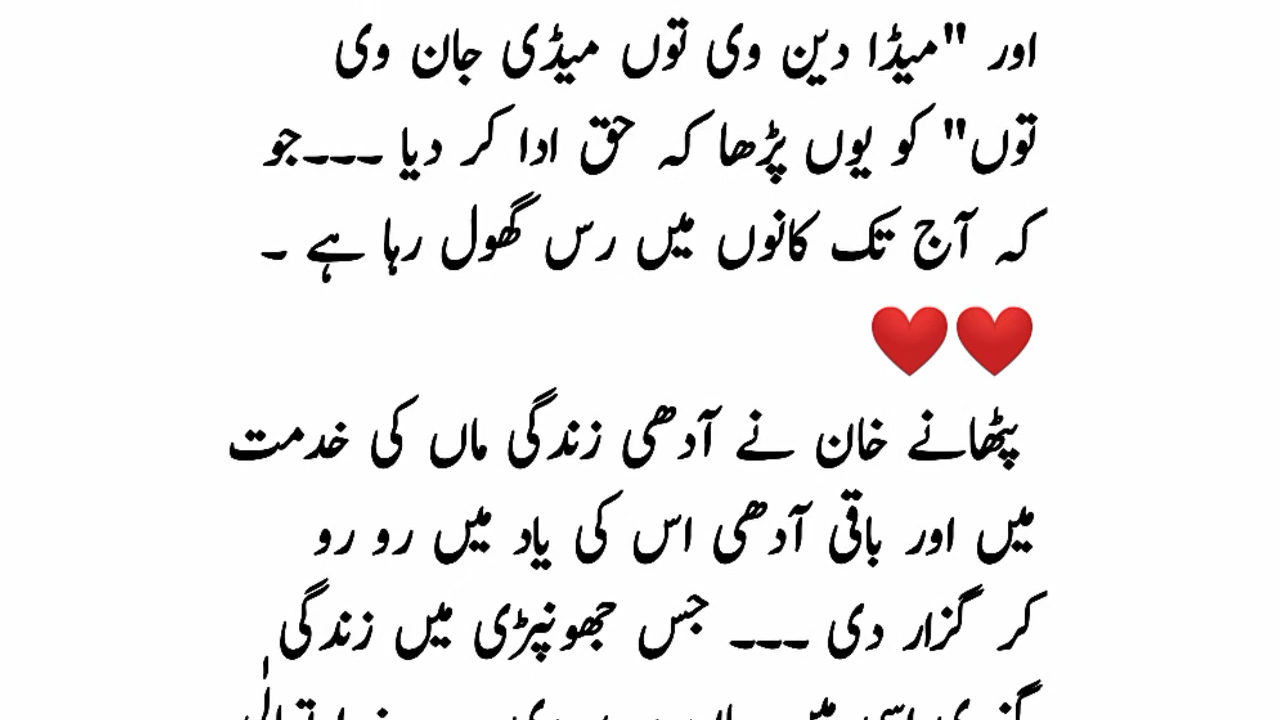 اور "میڈا دین وی توں میڈی جان وی
توں" کو یوں پڑھا کہ حق ادا کر دیا ۔۔۔جو
کہ آج تک کانوں میں رس گھول رہا ہے ۔
❤️❤️
پٹھانے خان نے آدھی زندگی ماں کی خدمت
میں اور باقی آدھی اس کی یاد میں رو رو
کر گزار دی ۔۔۔ جس جھونپڑی میں زندگی